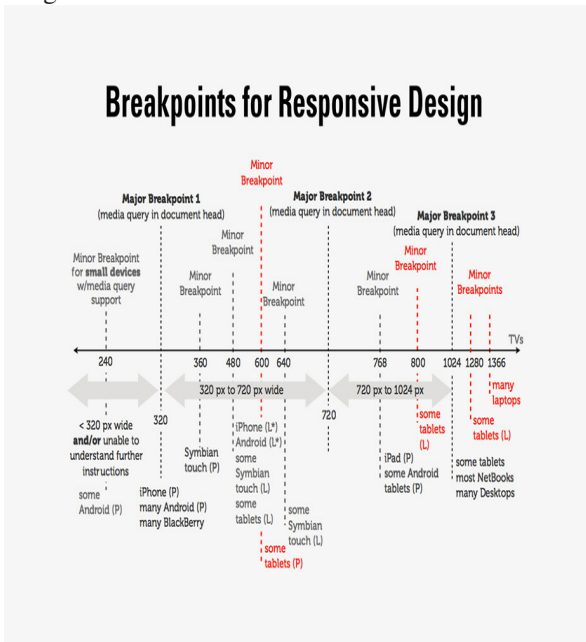 Breakpoints for Responsive Design
Minor
Breakpoint
Major Breakpoint 1
(media query in document head)
Major Breakpoint 2
(media query in document head)
Major Breakpoint 3
(media query in document head)
Minor Breakpoint
for small devices
w/media query
support
Minor
Breakpoint
Minor
Breakpoint
Minor
Breakpoint
Minor
Breakpoint
Minor
Breakpoint
Minor
Breakpoints
TVs
240
360
480
600
640
768
800
1024
1280
1366
320 px to 720 px wide
720 px to 1024 px
320
720
< 320 px wide
and/or unable to
understand further
instructions
some
Android (P)
iPhone (P)
many Android (P)
many BlackBerry
Symbian
touch (P)
iPhone (L*)
Android (L*)
some
Symbian
touch (L)
some
tablets (L)
some
tablets (P)
some
Symbian
touch (L)
iPad (P)
some Android
tablets (P)
some
tablets
(L)
some tablets
most NetBooks
many Desktops
some
tablets (L)
many
laptops